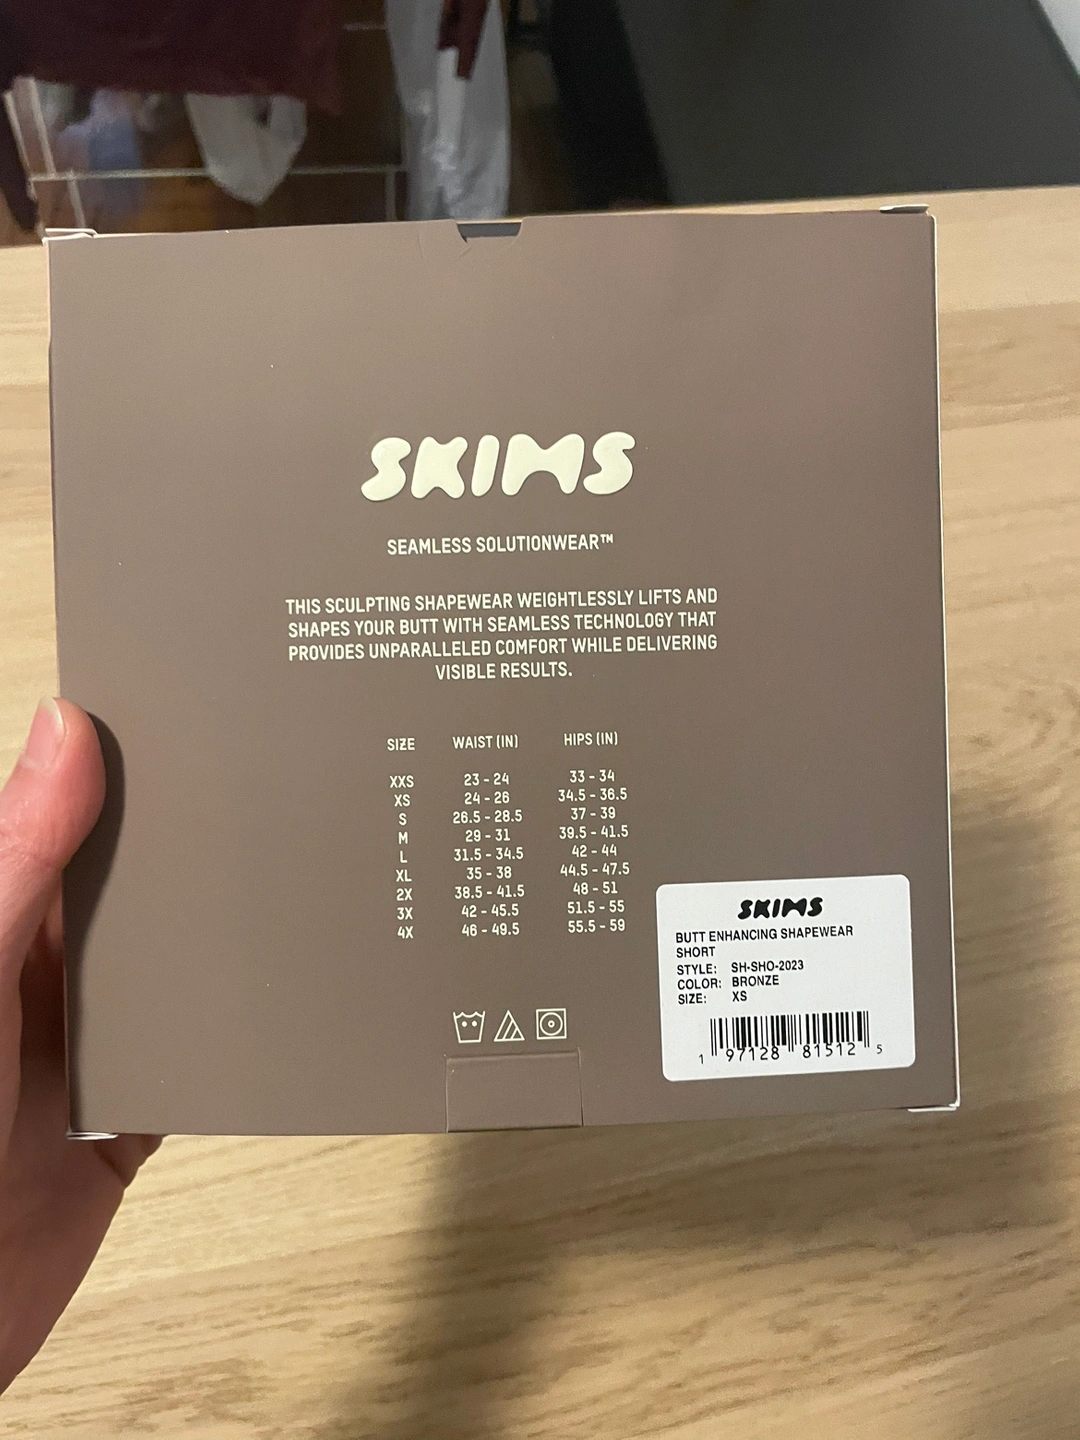 SKIMS
SEAMLESS SOLUTIONWEAR™
THIS SCULPTING SHAPEWEAR WEIGHTLESSLY LIFTS AND
SHAPES YOUR BUTT WITH SEAMLESS TECHNOLOGY THAT
PROVIDES UNPARALLELED COMFORT WHILE DELIVERING
VISIBLE RESULTS.
SIZE WAIST (IN) HIPS (IN)
XXS 23 - 24 33 - 34
XS 24 - 26 34.5 - 36.5
S 26.5 - 28.5 37 - 39
M 29 - 31 39.5 - 41.5
L 31.5 - 34.5 42 - 44
XL 35 - 38 44.5 - 47.5
2X 38.5 - 41.5 48 - 51
3X 42 - 45.5 51.5 - 55
4X 46 - 49.5 55.5 - 59
SKIMS
BUTT ENHANCING SHAPEWEAR
SHORT
STYLE: SH-SHO-2023
COLOR: BRONZE
SIZE: XS
1 97128 81512 5